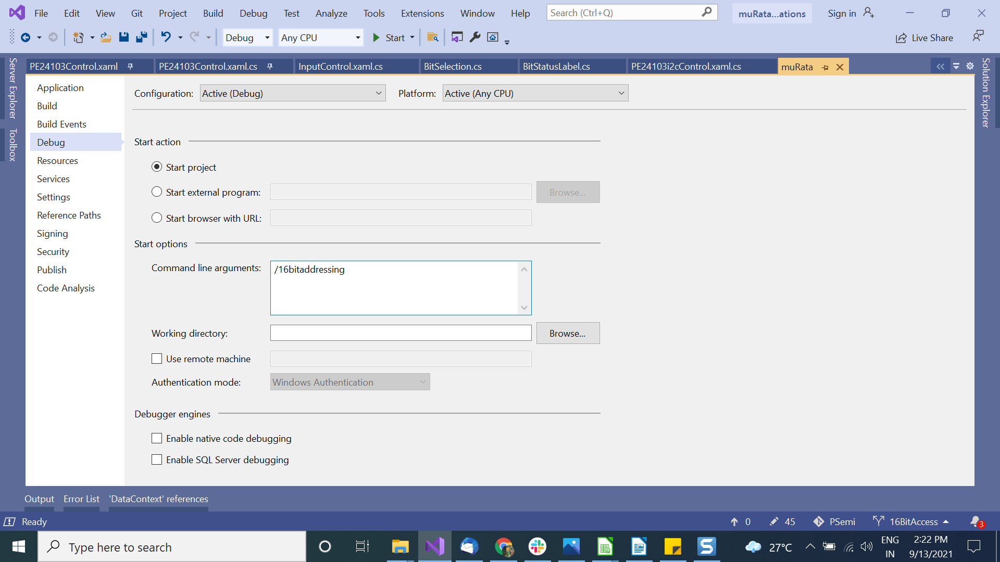 File Edit View Git Project Build Debug Test Analyze Tools Extensions Window Help Search (Ctrl+Q) muRata...ations Sign in
Debug Any CPU Start Live Share
Server Explorer
Toolbox
PE24103Control.xaml PE24103Control.xaml.cs InputControl.xaml.cs BitSelection.cs BitStatusLabel.cs PE24103i2cControl.xaml.cs muRata
Solution Explorer
Application
Build
Build Events
Debug
Resources
Services
Settings
Reference Paths
Signing
Security
Publish
Code Analysis
Configuration: Active (Debug) Platform: Active (Any CPU)
Start action
Start project
Start external program: Browse...
Start browser with URL:
Start options
Command line arguments: /16bitaddressing
Working directory: Browse...
Use remote machine
Authentication mode: Windows Authentication
Debugger engines
Enable native code debugging
Enable SQL Server debugging
Output Error List 'DataContext' references
Ready 0 45 PSemi 16BitAccess 3
Type here to search S 27°C ENG 2:22 PM
IN 9/13/2021